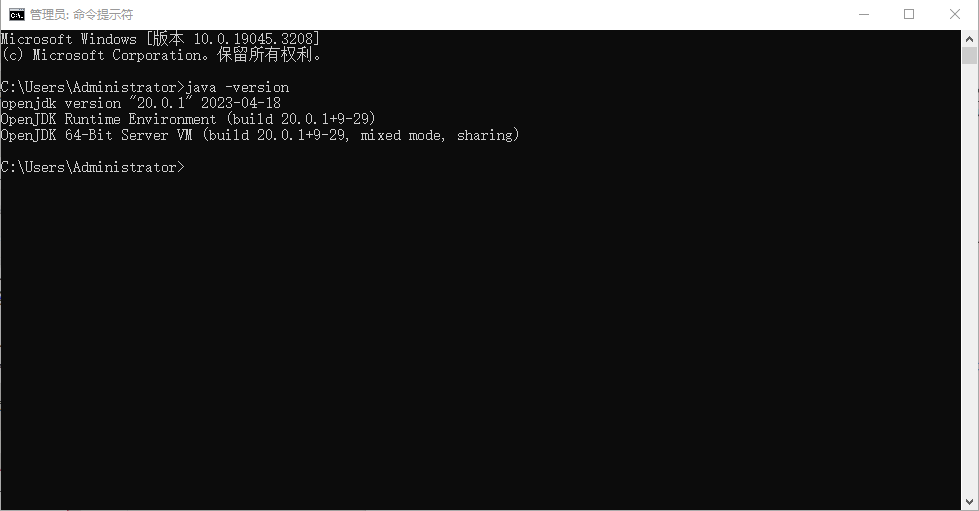 管理员: 命令提示符
Microsoft Windows [版本 10.0.19045.3208]
(c) Microsoft Corporation。保留所有权利。
C:\Users\Administrator>java -version
openjdk version "20.0.1" 2023-04-18
OpenJDK Runtime Environment (build 20.0.1+9-29)
OpenJDK 64-Bit Server VM (build 20.0.1+9-29, mixed mode, sharing)
C:\Users\Administrator>